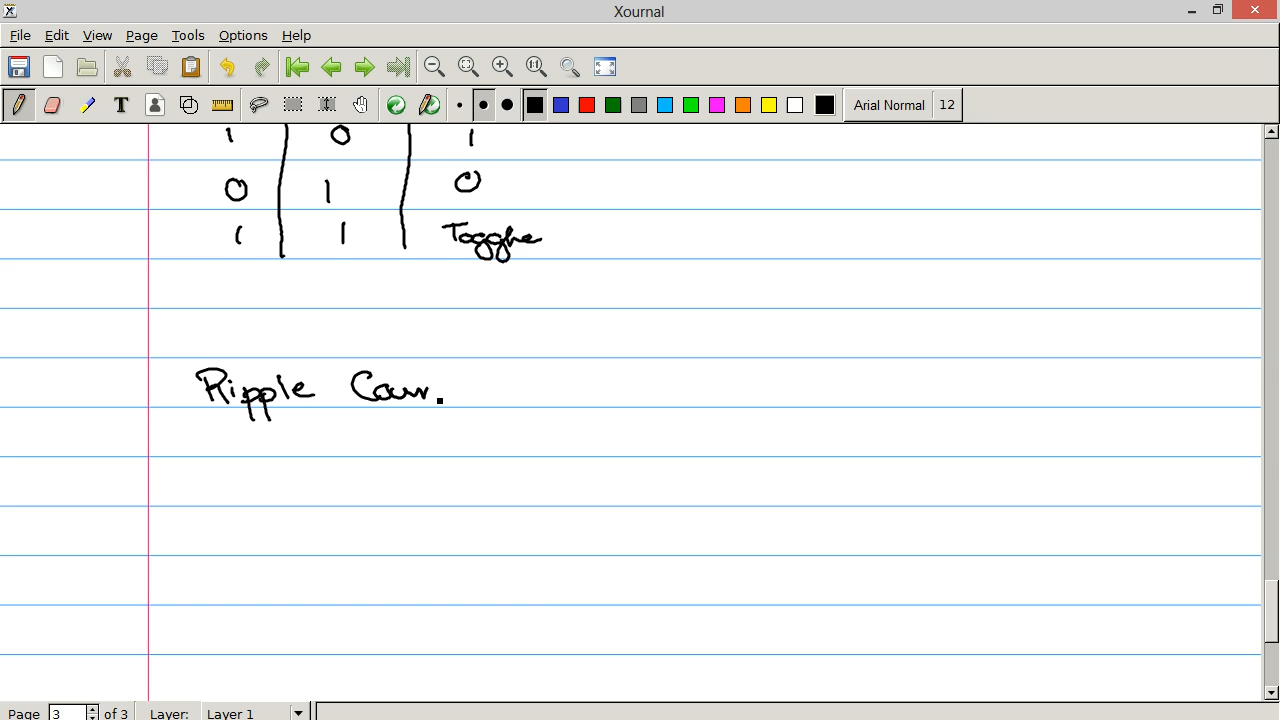 Xournal
File Edit View Page Tools Options Help
T Arial Normal 12
1 0 1
0 1 0
1 1 Toggle
Ripple Coun
Page 3 of 3 Layer: Layer 1